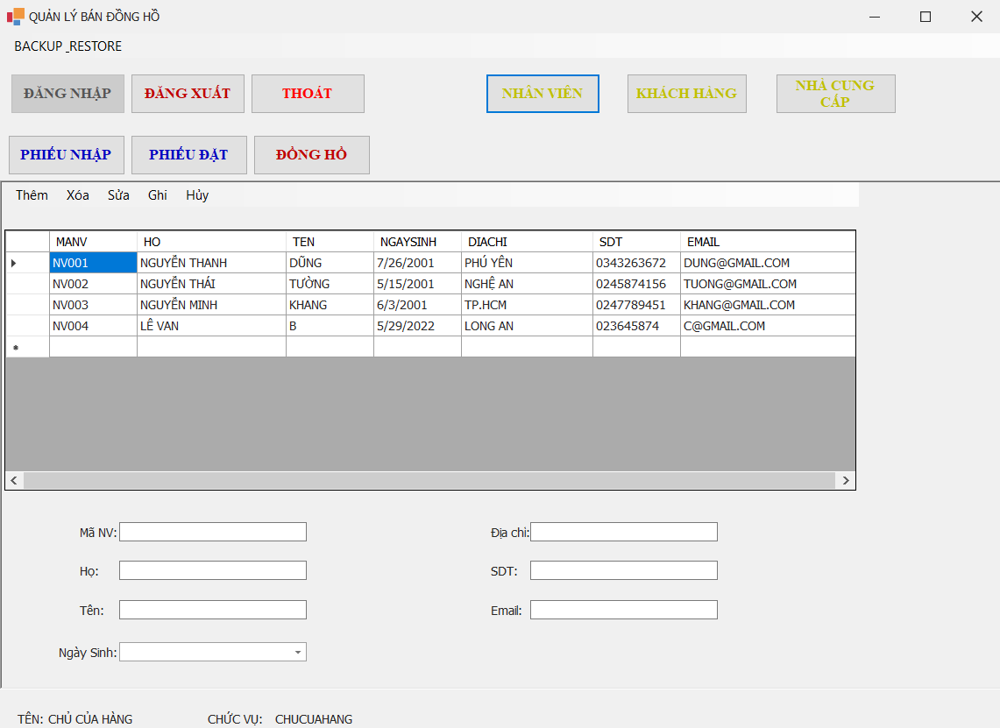 QUẢN LÝ BÁN ĐỒNG HỒ
BACKUP _RESTORE
ĐĂNG NHẬP ĐĂNG XUẤT THOÁT NHÂN VIÊN KHÁCH HÀNG NHÀ CUNG CẤP
PHIẾU NHẬP PHIẾU ĐẶT ĐỒNG HỒ
Thêm Xóa Sửa Ghi Hủy
MANV HO TEN NGAYSINH DIACHI SDT EMAIL
NV001 NGUYỄN THANH DŨNG 7/26/2001 PHÚ YÊN 0343263672 DUNG@GMAIL.COM
NV002 NGUYỄN THÁI TƯỜNG 5/15/2001 NGHỆ AN 0245874156 TUONG@GMAIL.COM
NV003 NGUYỄN MINH KHANG 6/3/2001 TP.HCM 0247789451 KHANG@GMAIL.COM
NV004 LÊ VAN B 5/29/2022 LONG AN 023645874 C@GMAIL.COM
Mã NV: Địa chỉ:
Họ: SDT:
Tên: Email:
Ngày Sinh:
TÊN: CHỦ CỦA HÀNG CHỨC VỤ: CHUCUAHANG